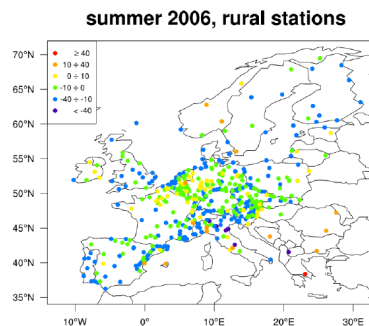 summer 2006, rural stations
70°N
65°N
60°N
55°N
50°N
45°N
40°N
35°N
≥ 40
10 ÷ 40
0 ÷ 10
-10 ÷ 0
-40 ÷ -10
< -40
10°W
0°
10°E
20°E
30°E